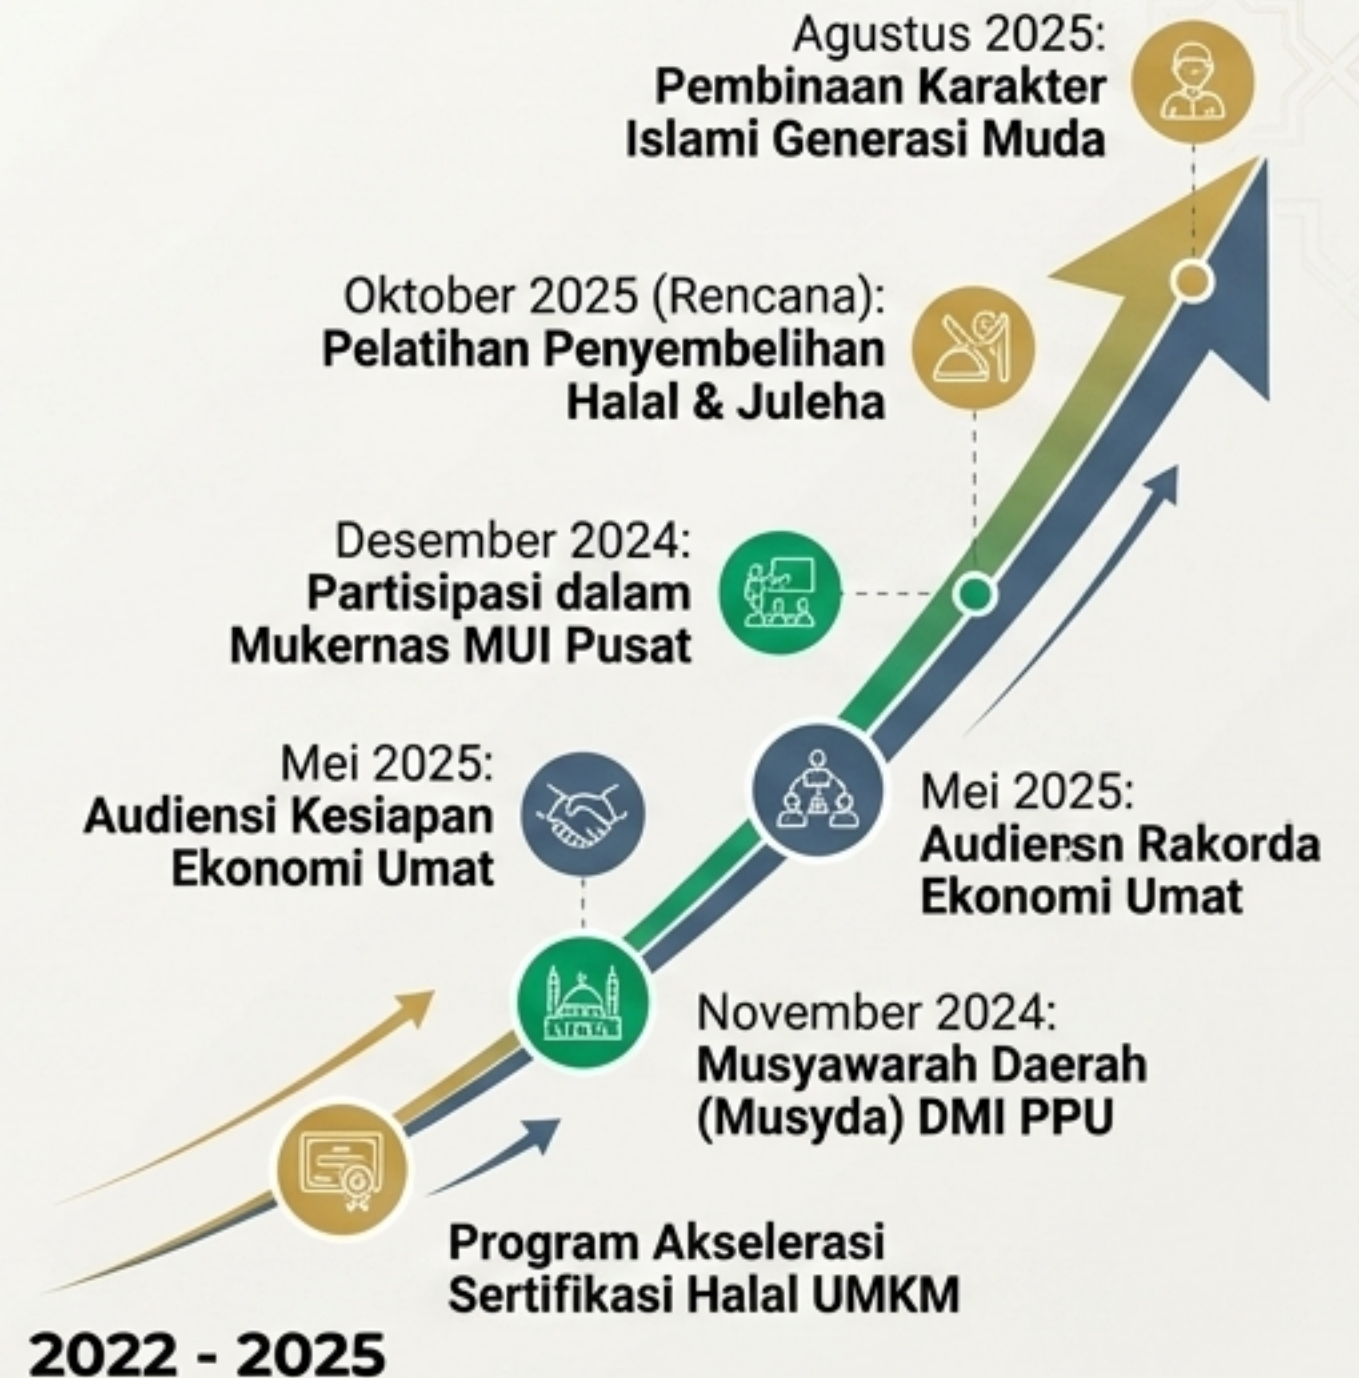 Agustus 2025:
Pembinaan Karakter
Islami Generasi Muda
Oktober 2025 (Rencana):
Pelatihan Penyembelihan
Halal & Juleha
Desember 2024:
Partisipasi dalam
Mukernas MUI Pusat
Mei 2025:
Audiensi Kesiapan
Ekonomi Umat
Mei 2025:
Audiersn Rakorda
Ekonomi Umat
November 2024:
Musyawarah Daerah
(Musyda) DMI PPU
Program Akselerasi
Sertifikasi Halal UMKM
2022 - 2025